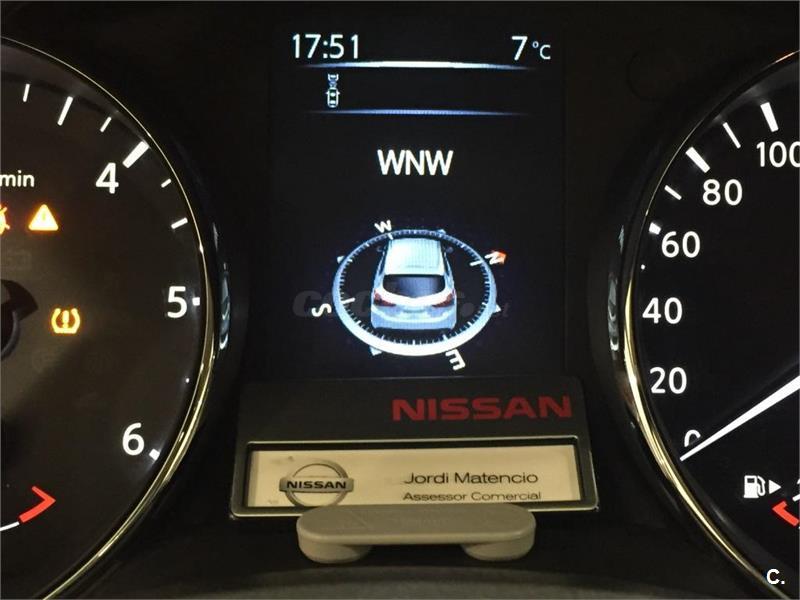 17:51 7°C
WNW
W
N
S
E
min
4
5
6
100
80
60
40
20
0
NISSAN
NISSAN
Jordi Matencio
Assessor Comercial
C.